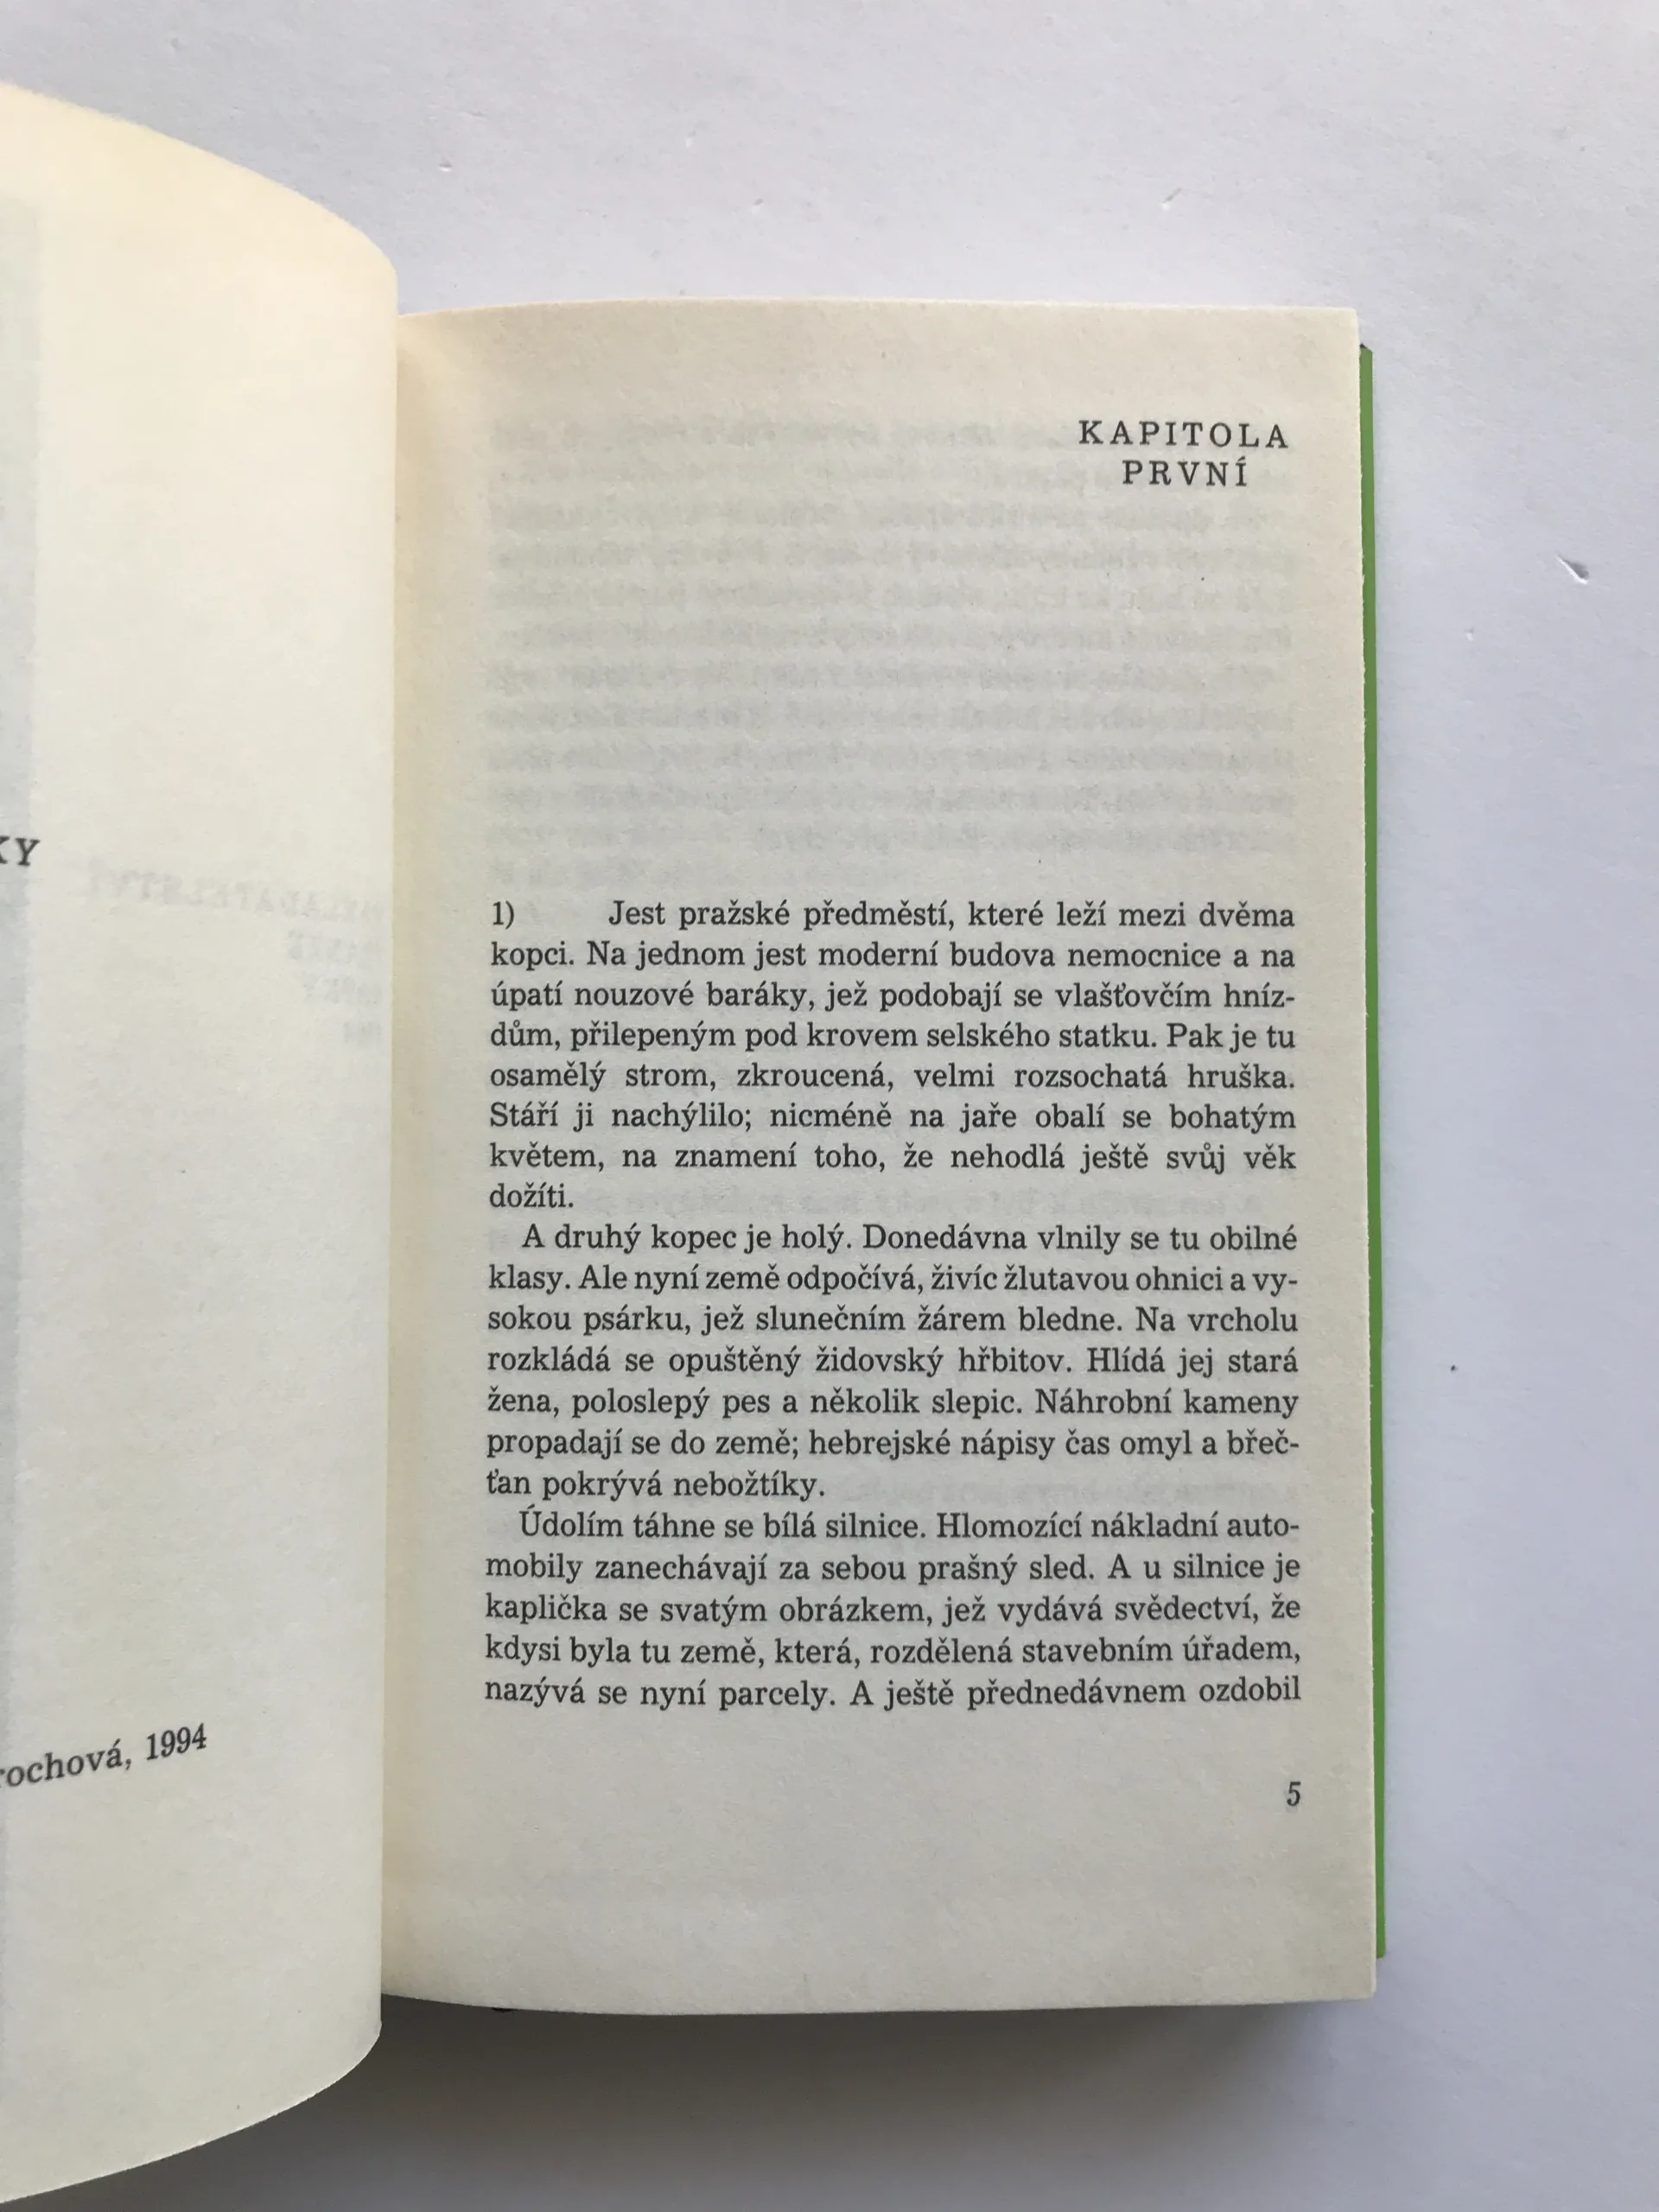 KY
rochová, 1994
KAPITOLA
PRVNÍ
1) Jest pražské předměstí, které leží mezi dvěma
kopci. Na jednom jest moderní budova nemocnice a na
úpatí nouzové baráky, jež podobají se vlašťovčím hníz-
dům, přilepeným pod krovem selského statku. Pak je tu
osamělý strom, zkroucená, velmi rozsochatá hruška.
Stáří ji nachýlilo; nicméně na jaře obalí se bohatým
květem, na znamení toho, že nehodlá ještě svůj věk
dožíti.
A druhý kopec je holý. Donedávna vlnily se tu obilné
klasy. Ale nyní země odpočívá, živíc žlutavou ohnici a vy-
sokou psárku, jež slunečním žárem bledne. Na vrcholu
rozkládá se opuštěný židovský hřbitov. Hlídá jej stará
žena, poloslepý pes a několik slepic. Náhrobní kameny
propadají se do země; hebrejské nápisy čas omyl a břeč-
ťan pokrývá nebožtíky.
Údolím táhne se bílá silnice. Hlomozící nákladní auto-
mobily zanechávají za sebou prašný sled. A u silnice je
kaplička se svatým obrázkem, jež vydává svědectví, že
kdysi byla tu země, která, rozdělená stavebním úřadem,
nazývá se nyní parcely. A ještě přednedávnem ozdobil
5